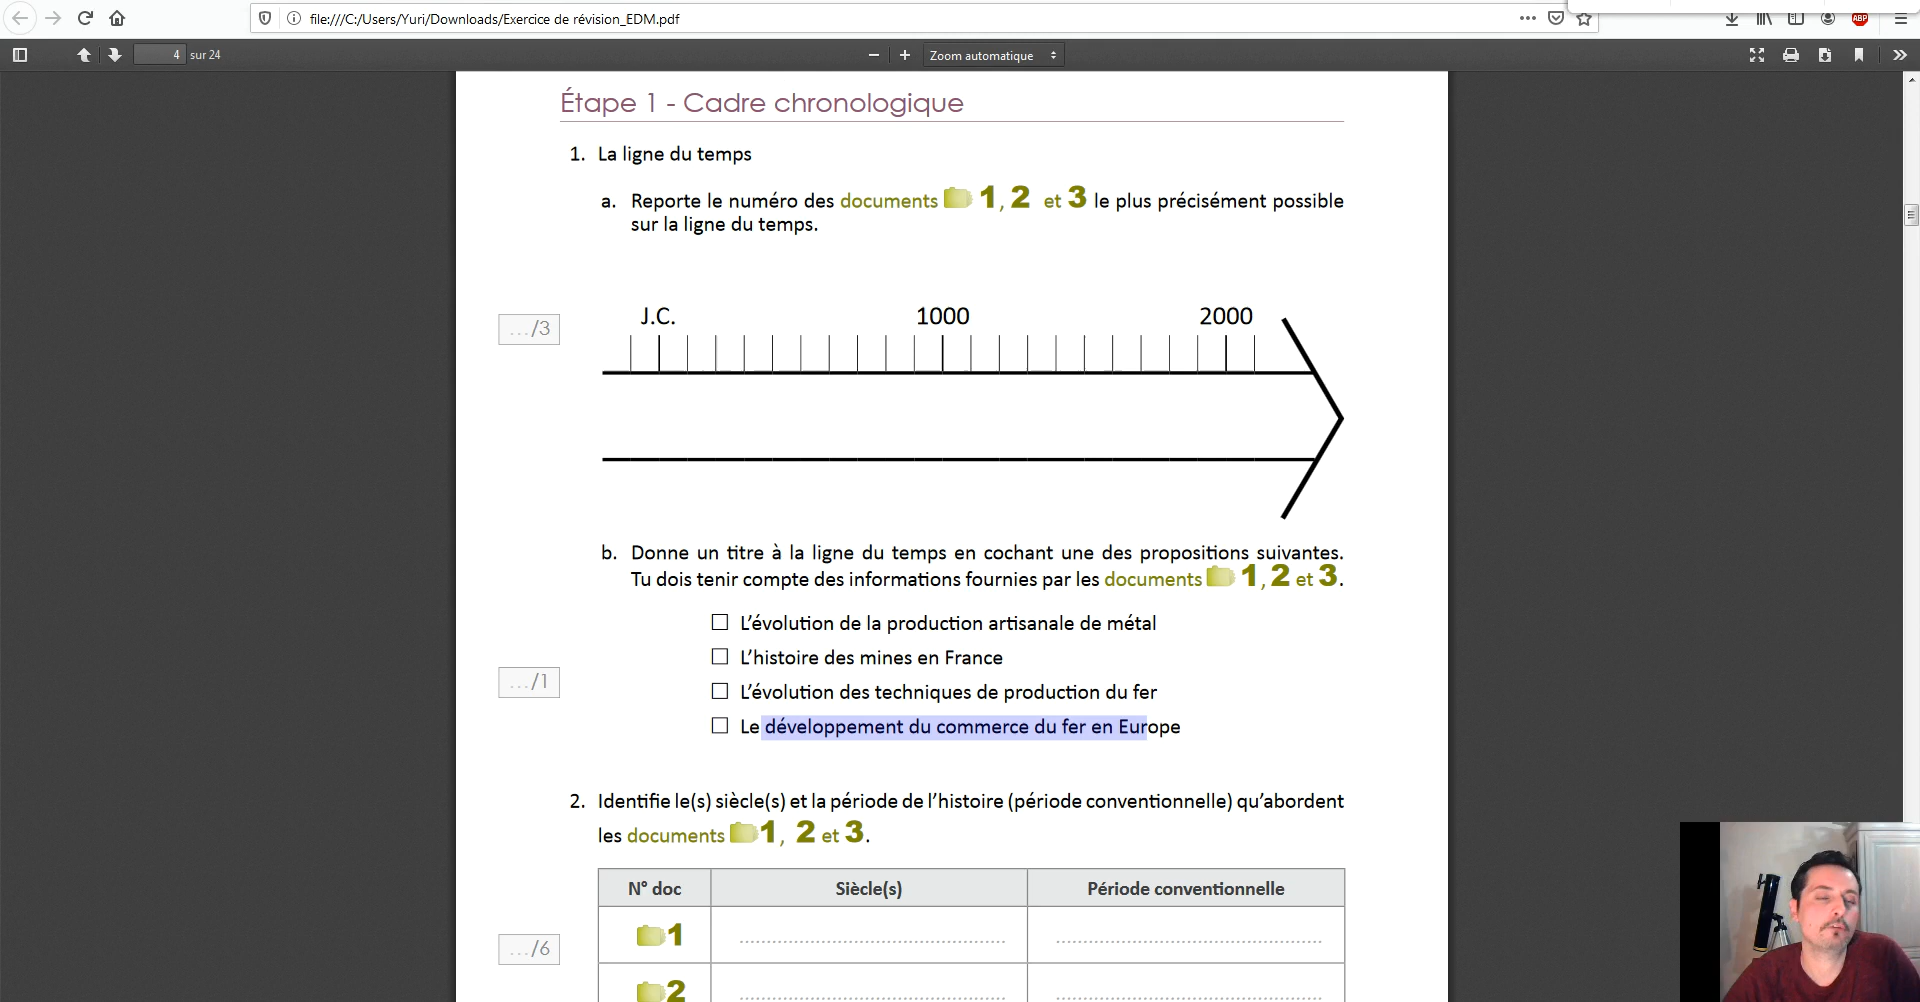 file:///C:/Users/Yuri/Downloads/Exercice de révision_EDM.pdf
ABP
4 sur 24
Zoom automatique
Étape 1 - Cadre chronologique
1. La ligne du temps
a. Reporte le numéro des documents 1, 2 et 3 le plus précisément possible
sur la ligne du temps.
.../3
J.C. 1000 2000
b. Donne un titre à la ligne du temps en cochant une des propositions suivantes.
Tu dois tenir compte des informations fournies par les documents 1, 2 et 3.
L'évolution de la production artisanale de métal
L'histoire des mines en France
.../1
L'évolution des techniques de production du fer
Le développement du commerce du fer en Europe
2. Identifie le(s) siècle(s) et la période de l'histoire (période conventionnelle) qu'abordent
les documents 1, 2 et 3.
N° doc Siècle(s) Période conventionnelle
.../6
1 ............................................ ............................................
2 ............................................ ............................................